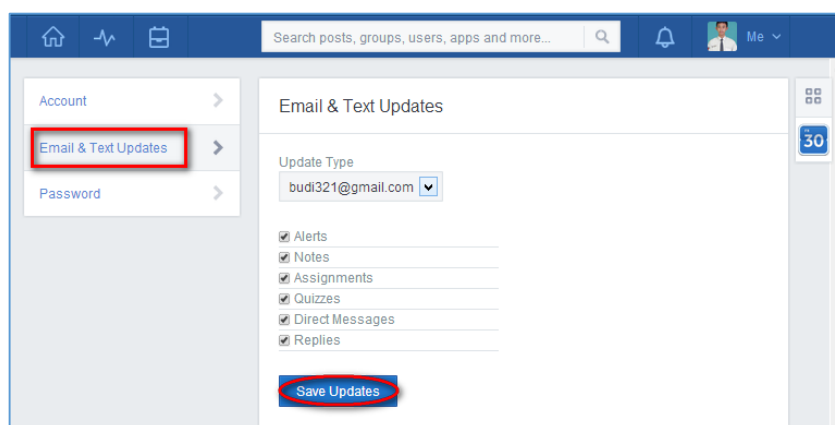 Search posts, groups, users, apps and more...
Me
Account
Email & Text Updates
Password
Email & Text Updates
Update Type
budi321@gmail.com
Alerts
Notes
Assignments
Quizzes
Direct Messages
Replies
Save Updates
30